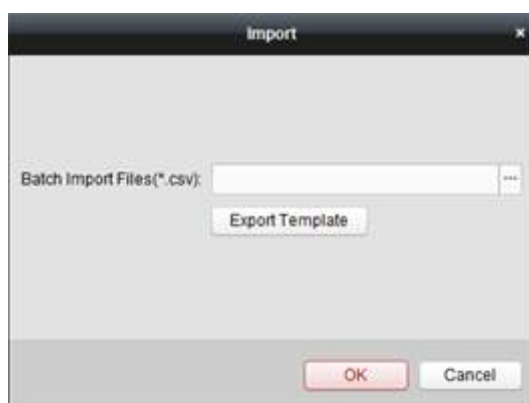 Import
Batch Import Files(*.csv):
Export Template
OK
Cancel